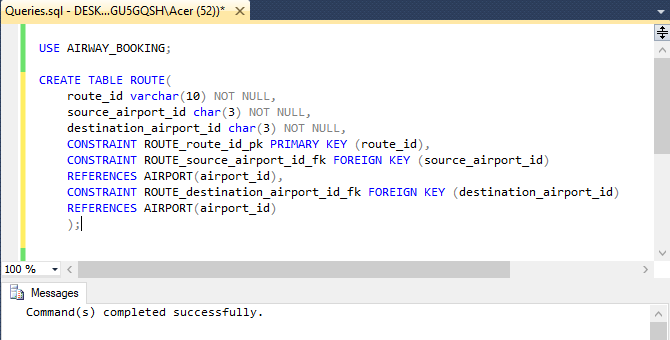 Queries.sql - DESK...GU5GQSH\Acer (52))*
USE AIRWAY_BOOKING;
CREATE TABLE ROUTE(
route_id varchar(10) NOT NULL,
source_airport_id char(3) NOT NULL,
destination_airport_id char(3) NOT NULL,
CONSTRAINT ROUTE_route_id_pk PRIMARY KEY (route_id),
CONSTRAINT ROUTE_source_airport_id_fk FOREIGN KEY (source_airport_id)
REFERENCES AIRPORT(airport_id),
CONSTRAINT ROUTE_destination_airport_id_fk FOREIGN KEY (destination_airport_id)
REFERENCES AIRPORT(airport_id)
);
100 %
Messages
Command(s) completed successfully.